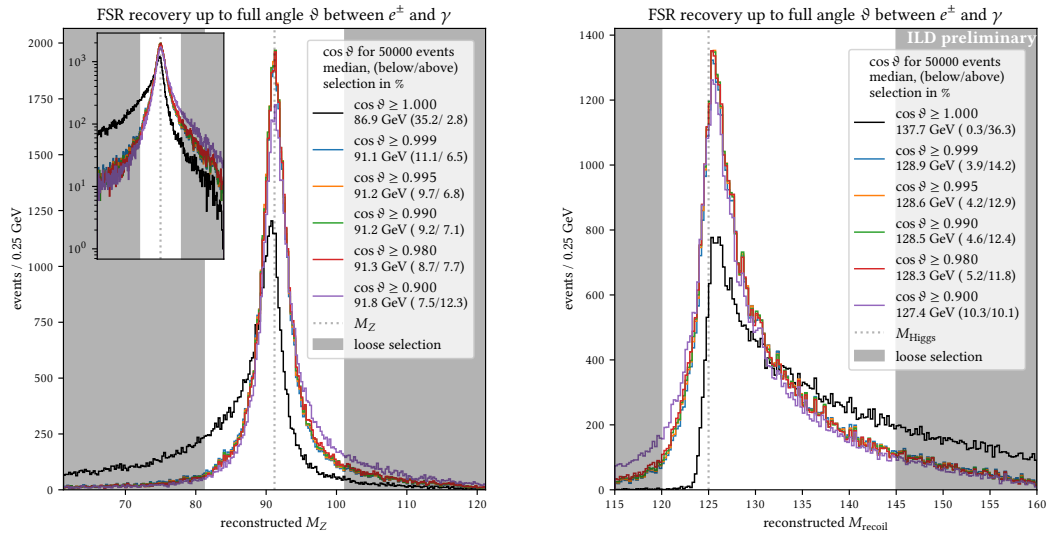 FSR recovery up to full angle ϑ between e± and γ
cos ϑ for 50000 events
median, (below/above)
selection in %
cos ϑ ≥ 1.000
86.9 GeV (35.2/ 2.8)
cos ϑ ≥ 0.999
91.1 GeV (11.1/ 6.5)
cos ϑ ≥ 0.995
91.2 GeV ( 9.7/ 6.8)
cos ϑ ≥ 0.990
91.2 GeV ( 9.2/ 7.1)
cos ϑ ≥ 0.980
91.3 GeV ( 8.7/ 7.7)
cos ϑ ≥ 0.900
91.8 GeV ( 7.5/12.3)
M_Z
loose selection
10³
10²
10¹
10⁰
2000
1750
1500
1250
1000
750
500
250
0
events / 0.25 GeV
70 80 90 100 110 120
reconstructed M_Z
FSR recovery up to full angle ϑ between e± and γ
ILD preliminary
cos ϑ for 50000 events
median, (below/above)
selection in %
cos ϑ ≥ 1.000
137.7 GeV ( 0.3/36.3)
cos ϑ ≥ 0.999
128.9 GeV ( 3.9/14.2)
cos ϑ ≥ 0.995
128.6 GeV ( 4.2/12.9)
cos ϑ ≥ 0.990
128.5 GeV ( 4.6/12.4)
cos ϑ ≥ 0.980
128.3 GeV ( 5.2/11.8)
cos ϑ ≥ 0.900
127.4 GeV (10.3/10.1)
M_Higgs
loose selection
1400
1200
1000
800
600
400
200
0
events / 0.25 GeV
115 120 125 130 135 140 145 150 155 160
reconstructed M_recoil